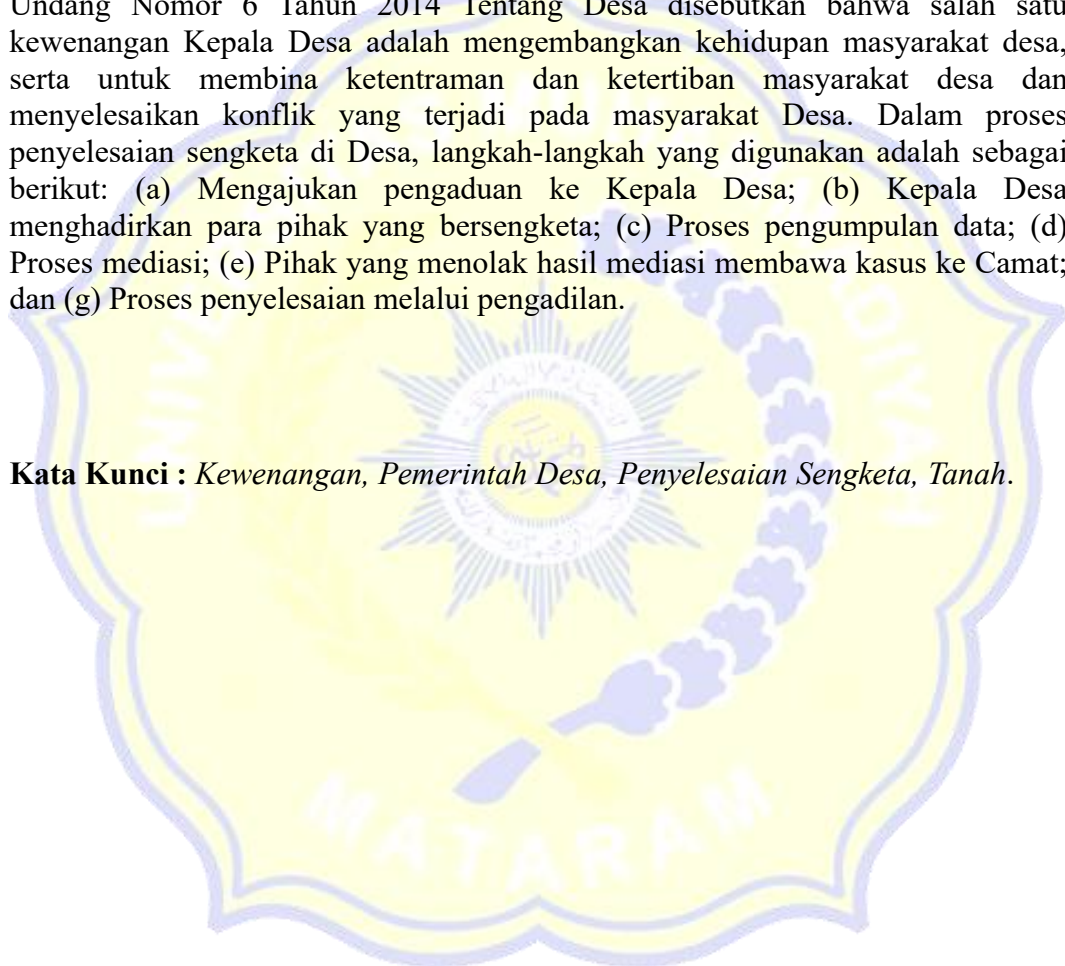 Undang Nomor 6 Tahun 2014 Tentang Desa disebutkan bahwa salah satu
kewenangan Kepala Desa adalah mengembangkan kehidupan masyarakat desa,
serta untuk membina ketentraman dan ketertiban masyarakat desa dan
menyelesaikan konflik yang terjadi pada masyarakat Desa. Dalam proses
penyelesaian sengketa di Desa, langkah-langkah yang digunakan adalah sebagai
berikut: (a) Mengajukan pengaduan ke Kepala Desa; (b) Kepala Desa
menghadirkan para pihak yang bersengketa; (c) Proses pengumpulan data; (d)
Proses mediasi; (e) Pihak yang menolak hasil mediasi membawa kasus ke Camat;
dan (g) Proses penyelesaian melalui pengadilan.
Kata Kunci : Kewenangan, Pemerintah Desa, Penyelesaian Sengketa, Tanah.
MATARAM